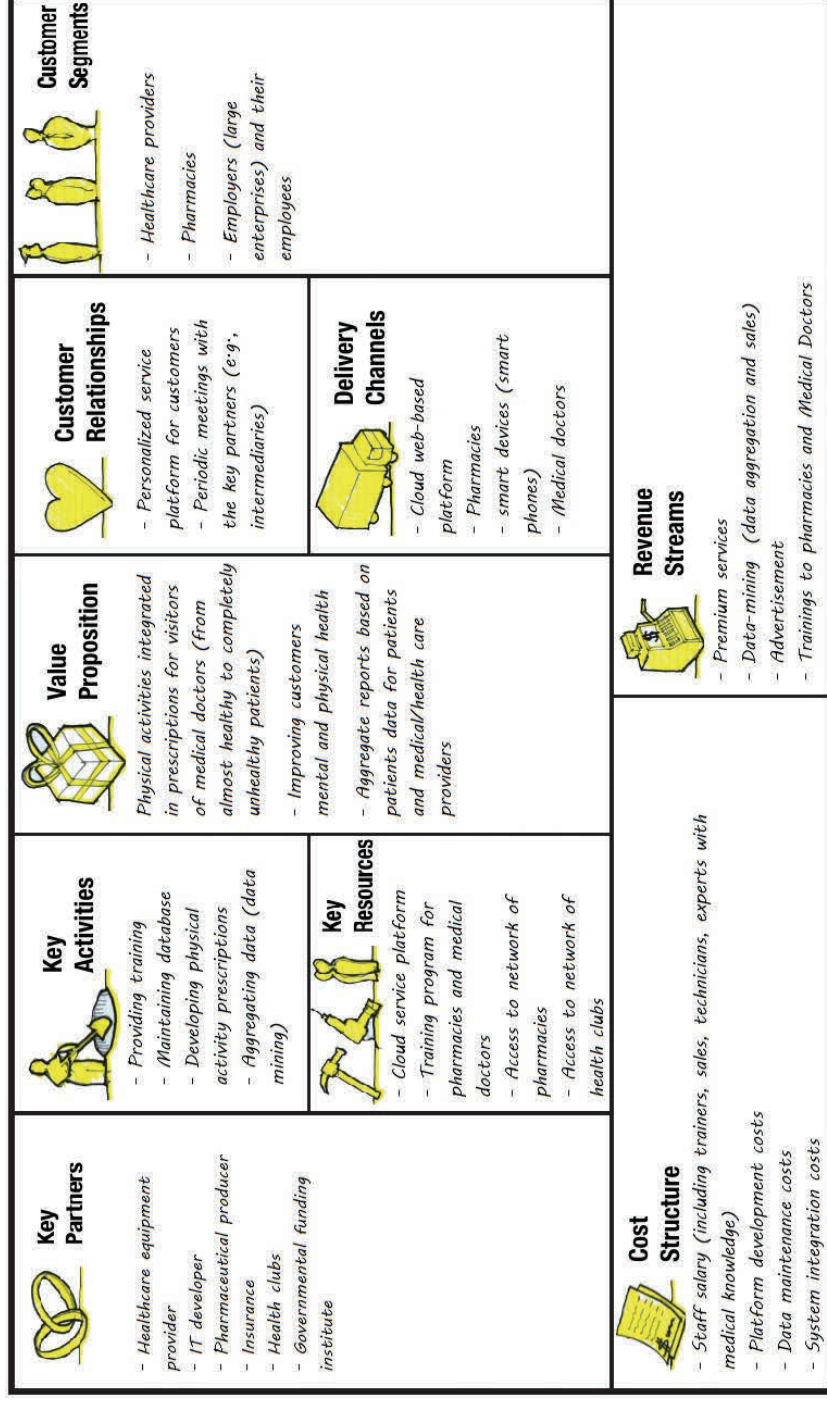 Key
Partners
- Healthcare equipment
provider
- IT developer
- Pharmaceutical producer
- Insurance
- Health clubs
- Governmental funding
institute
Key
Activities
- Providing training
- Maintaining database
- Developing physical
activity prescriptions
- Aggregating data (data
mining)
Key
Resources
- Cloud service platform
- Training program for
pharmacies and medical
doctors
- Access to network of
pharmacies
- Access to network of
health clubs
Value
Proposition
Physical activities integrated
in prescriptions for visitors
of medical doctors (from
almost healthy to completely
unhealthy patients)
- Improving customers
mental and physical health
- Aggregate reports based on
patients data for patients
and medical/health care
providers
Customer
Relationships
- Personalized service
platform for customers
- Periodic meetings with
the key partners (e.g.,
intermediaries)
Delivery
Channels
- Cloud web-based
platform
- Pharmacies
- smart devices (smart
phones)
- Medical doctors
Customer
Segments
- Healthcare providers
- Pharmacies
- Employers (large
enterprises) and their
employees
Cost
Structure
- Staff salary (including trainers, sales, technicians, experts with
medical knowledge)
- Platform development costs
- Data maintenance costs
- System integration costs
Revenue
Streams
$
- Premium services
- Data-mining (data aggregation and sales)
- Advertisement
- Trainings to pharmacies and Medical Doctors